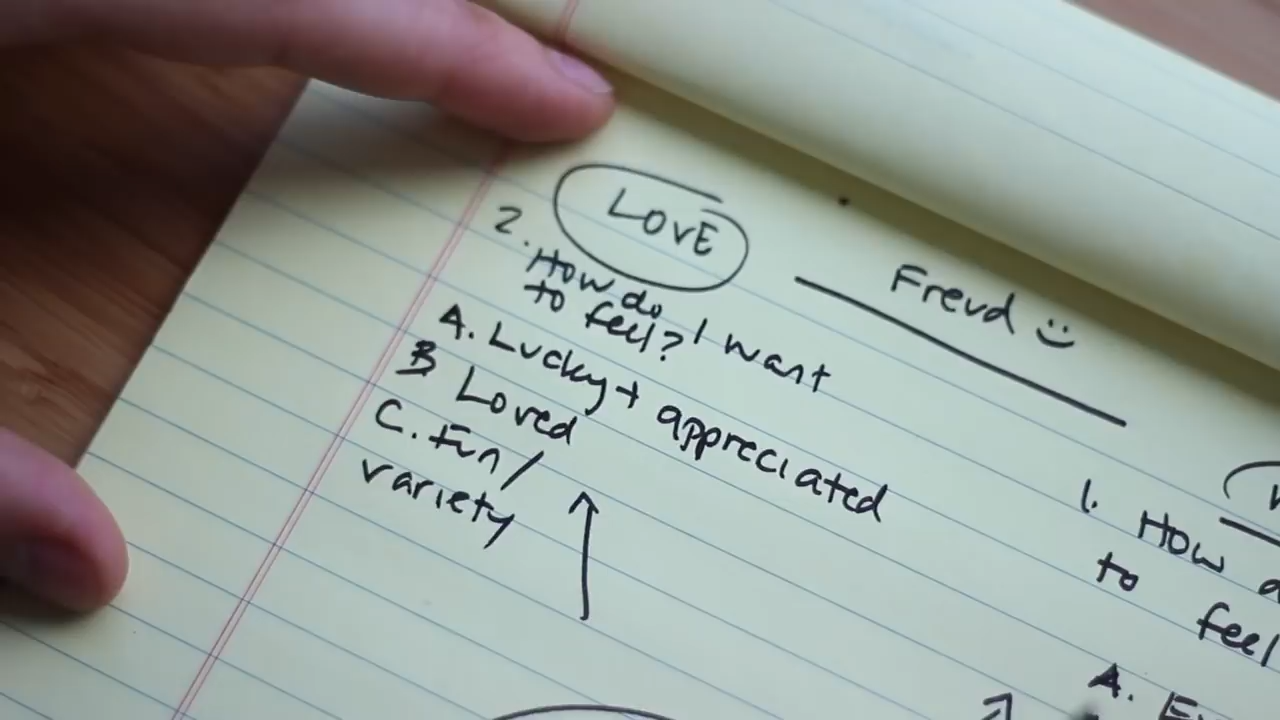 Freud :)
LOVE
2. How do I want
to feel?
A. Lucky + appreciated
B Loved
C. Fun/
variety
1. How
to feel
A.